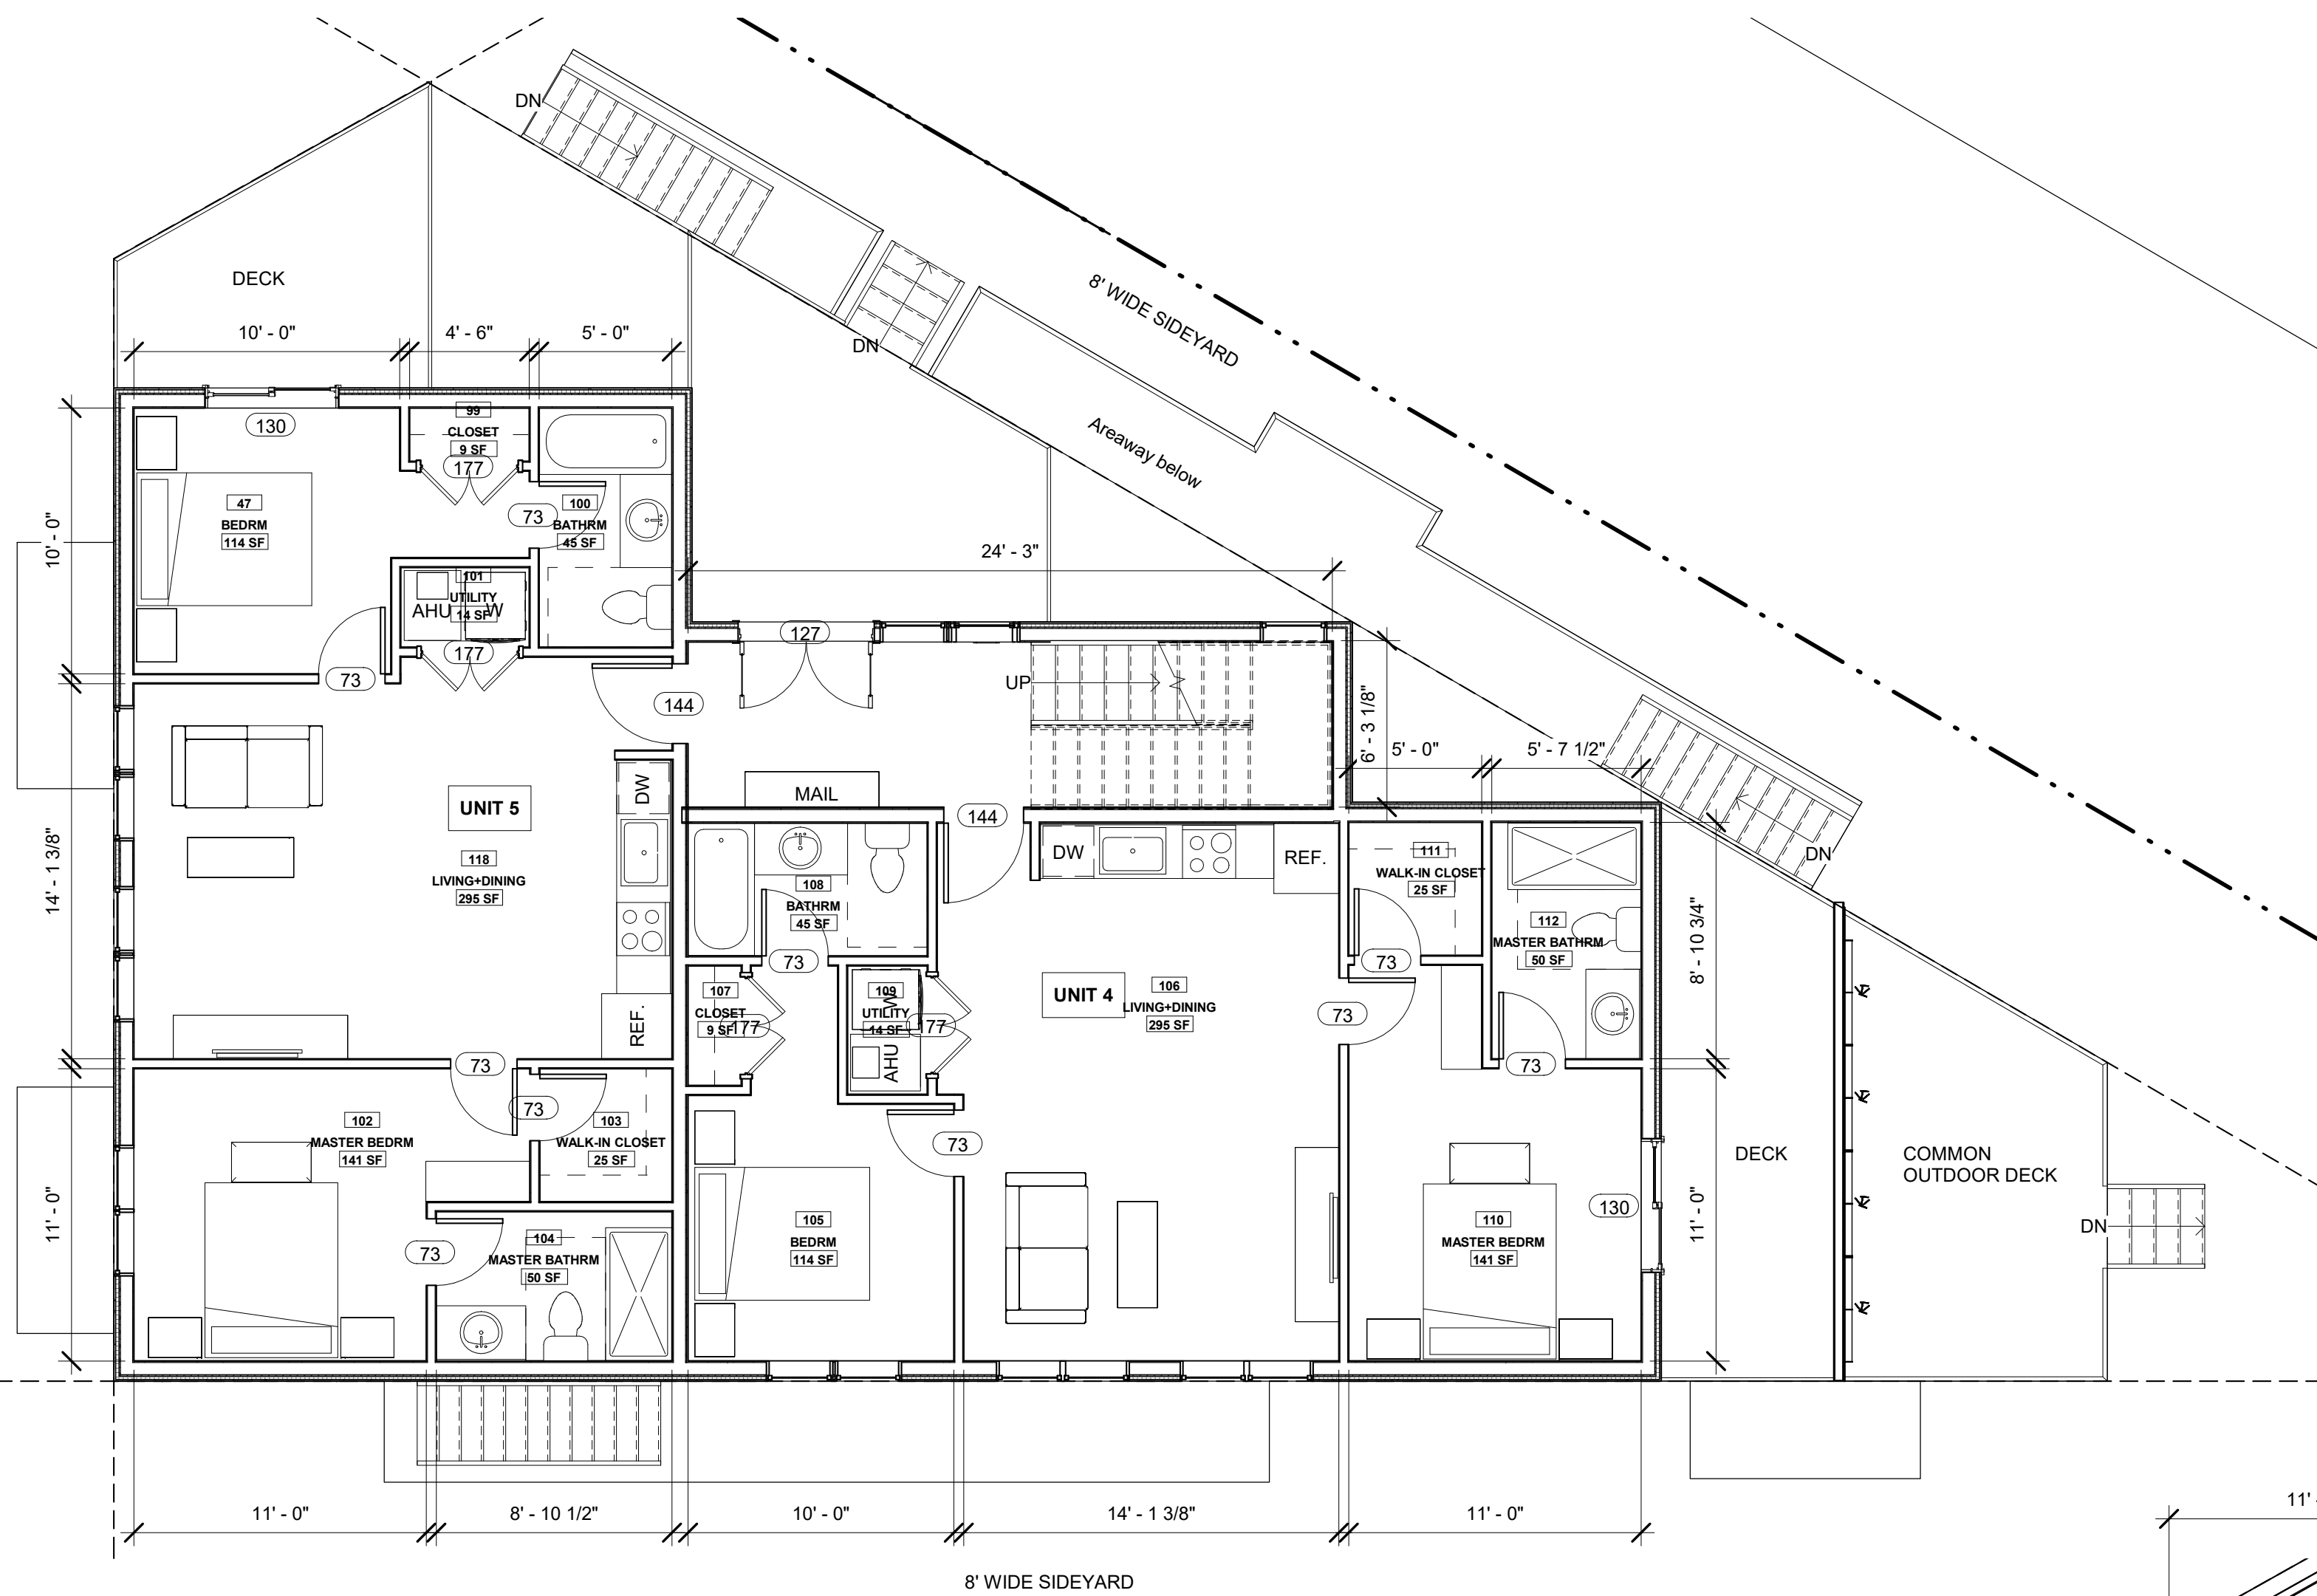 DN
8' WIDE SIDEYARD
DECK
10' - 0"
4' - 6"
5' - 0"
DN
Areaway below
130
99
CLOSET
9 SF
177
47
BEDRM
114 SF
73
100
BATHRM
45 SF
10' - 0"
24' - 3"
101
UTILITY
14 SF
AHU
W
177
73
127
144
UP
6' - 3 1/8"
5' - 0"
5' - 7 1/2"
MAIL
DW
UNIT 5
118
LIVING+DINING
295 SF
14' - 1 3/8"
REF.
144
DW
REF.
108
BATHRM
45 SF
73
111
WALK-IN CLOSET
25 SF
73
112
MASTER BATHRM
50 SF
8' - 10 3/4"
DN
107
CLOSET
9 SF
177
109
W
UTILITY
14 SF
177
AHU
UNIT 4
106
LIVING+DINING
295 SF
73
73
73
73
102
MASTER BEDRM
141 SF
103
WALK-IN CLOSET
25 SF
73
DECK
COMMON
OUTDOOR DECK
11' - 0"
73
104
MASTER BATHRM
50 SF
105
BEDRM
114 SF
110
MASTER BEDRM
141 SF
130
11' - 0"
DN
11' - 0"
8' - 10 1/2"
10' - 0"
14' - 1 3/8"
11' - 0"
11'
8' WIDE SIDEYARD